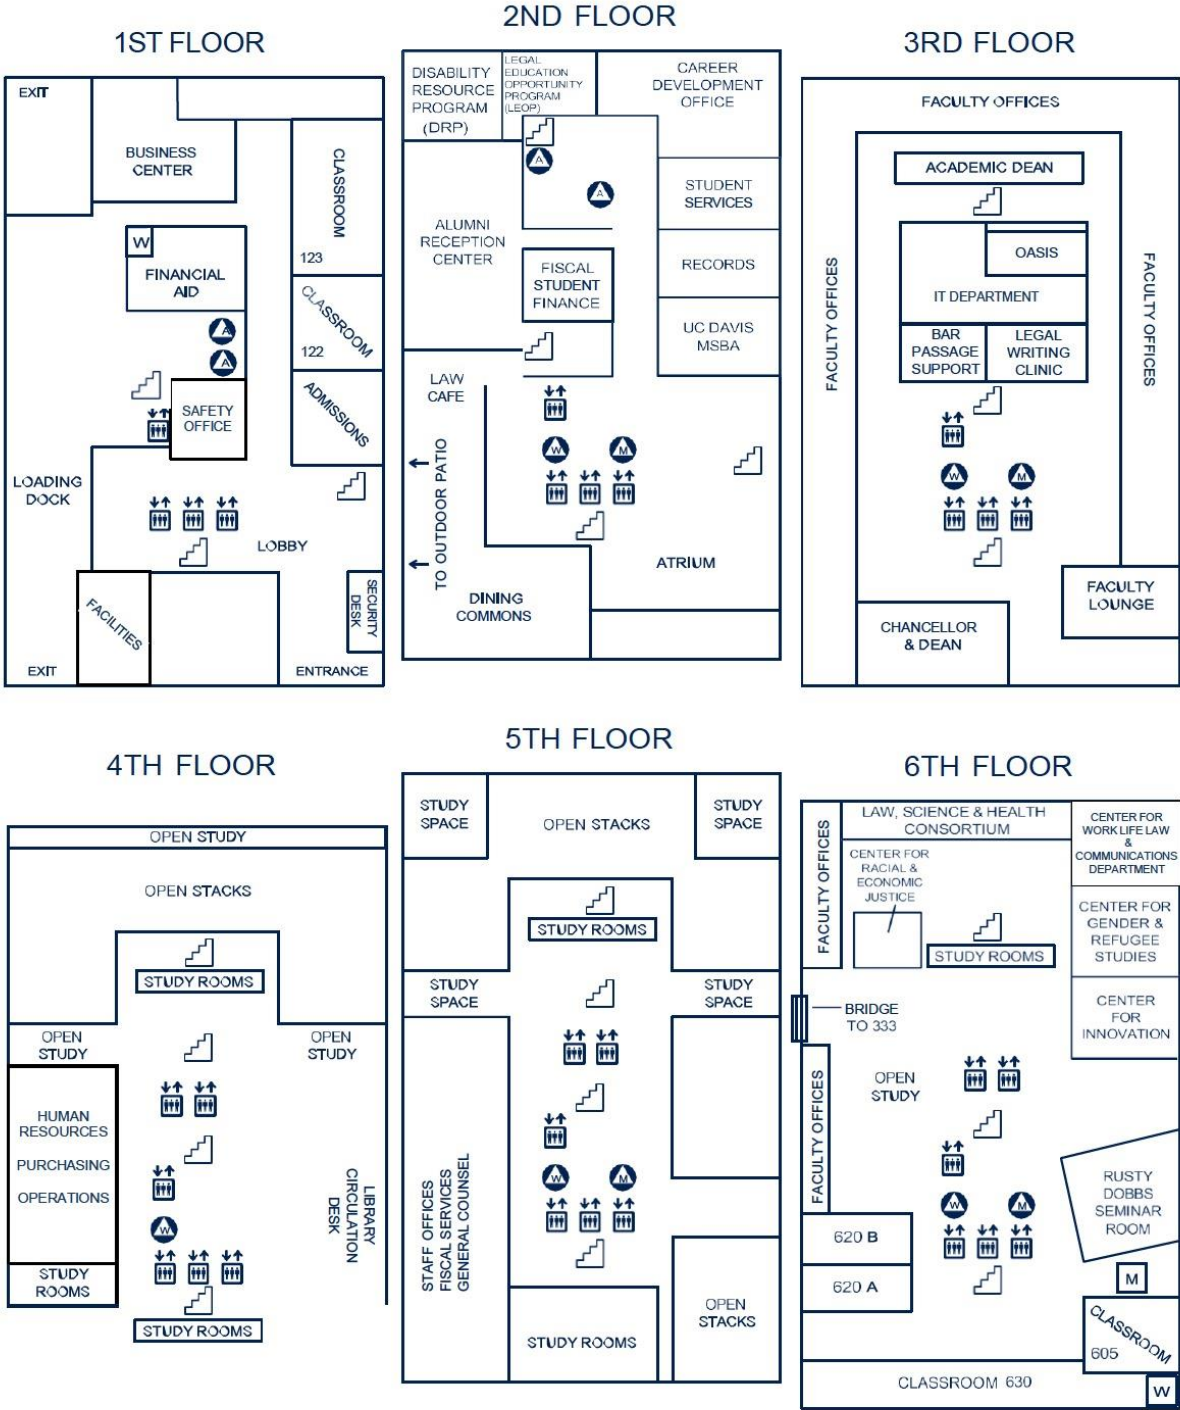 1ST FLOOR
EXIT
BUSINESS
CENTER
CLASSROOM
123
W
FINANCIAL
AID
CLASSROOM
122
A
A
ADMISSIONS
SAFETY
OFFICE
LOADING
DOCK
LOBBY
FACILITIES
SECURITY
DESK
EXIT
ENTRANCE
2ND FLOOR
DISABILITY
RESOURCE
PROGRAM
(DRP)
LEGAL
EDUCATION
OPPORTUNITY
PROGRAM
(LEOP)
CAREER
DEVELOPMENT
OFFICE
A
A
STUDENT
SERVICES
ALUMNI
RECEPTION
CENTER
FISCAL
STUDENT
FINANCE
RECORDS
UC DAVIS
MSBA
LAW
CAFE
W
M
TO OUTDOOR PATIO
ATRIUM
DINING
COMMONS
3RD FLOOR
FACULTY OFFICES
ACADEMIC DEAN
OASIS
IT DEPARTMENT
FACULTY OFFICES
FACULTY OFFICES
BAR
PASSAGE
SUPPORT
LEGAL
WRITING
CLINIC
W
M
FACULTY
LOUNGE
CHANCELLOR
& DEAN
4TH FLOOR
OPEN STUDY
OPEN STACKS
STUDY ROOMS
OPEN
STUDY
OPEN
STUDY
HUMAN
RESOURCES
PURCHASING
OPERATIONS
W
LIBRARY
CIRCULATION
DESK
STUDY
ROOMS
STUDY ROOMS
5TH FLOOR
STUDY
SPACE
OPEN STACKS
STUDY
SPACE
STUDY ROOMS
STUDY
SPACE
STUDY
SPACE
STAFF OFFICES
FISCAL SERVICES
GENERAL COUNSEL
W
M
OPEN
STACKS
STUDY ROOMS
6TH FLOOR
FACULTY OFFICES
LAW, SCIENCE & HEALTH
CONSORTIUM
CENTER FOR
WORK LIFE LAW
&
COMMUNICATIONS
DEPARTMENT
CENTER FOR
RACIAL &
ECONOMIC
JUSTICE
STUDY ROOMS
CENTER FOR
GENDER &
REFUGEE
STUDIES
BRIDGE
TO 333
CENTER
FOR
INNOVATION
OPEN
STUDY
FACULTY OFFICES
W
M
RUSTY
DOBBS
SEMINAR
ROOM
620 B
620 A
M
CLASSROOM
605
CLASSROOM 630
W